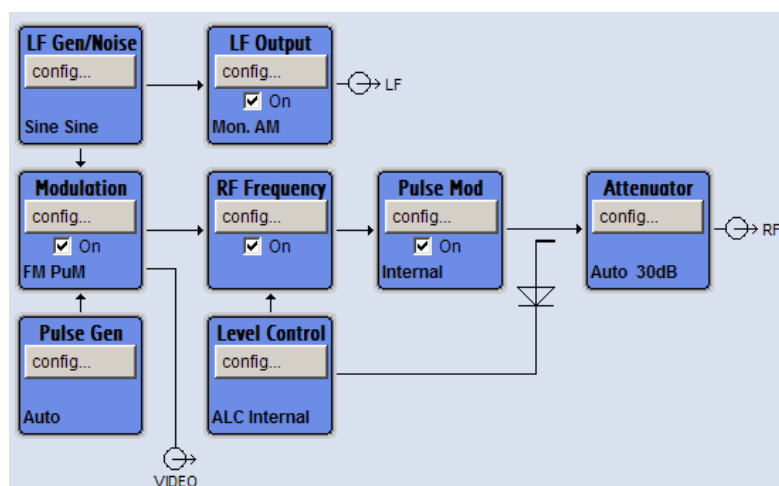 LF Gen/Noise
config...
Sine Sine
LF Output
config...
On
Mon. AM
LF
Modulation
config...
On
FM PuM
RF Frequency
config...
On
Pulse Mod
config...
On
Internal
Attenuator
config...
Auto 30dB
RF
Pulse Gen
config...
Auto
Level Control
config...
ALC Internal
VIDEO